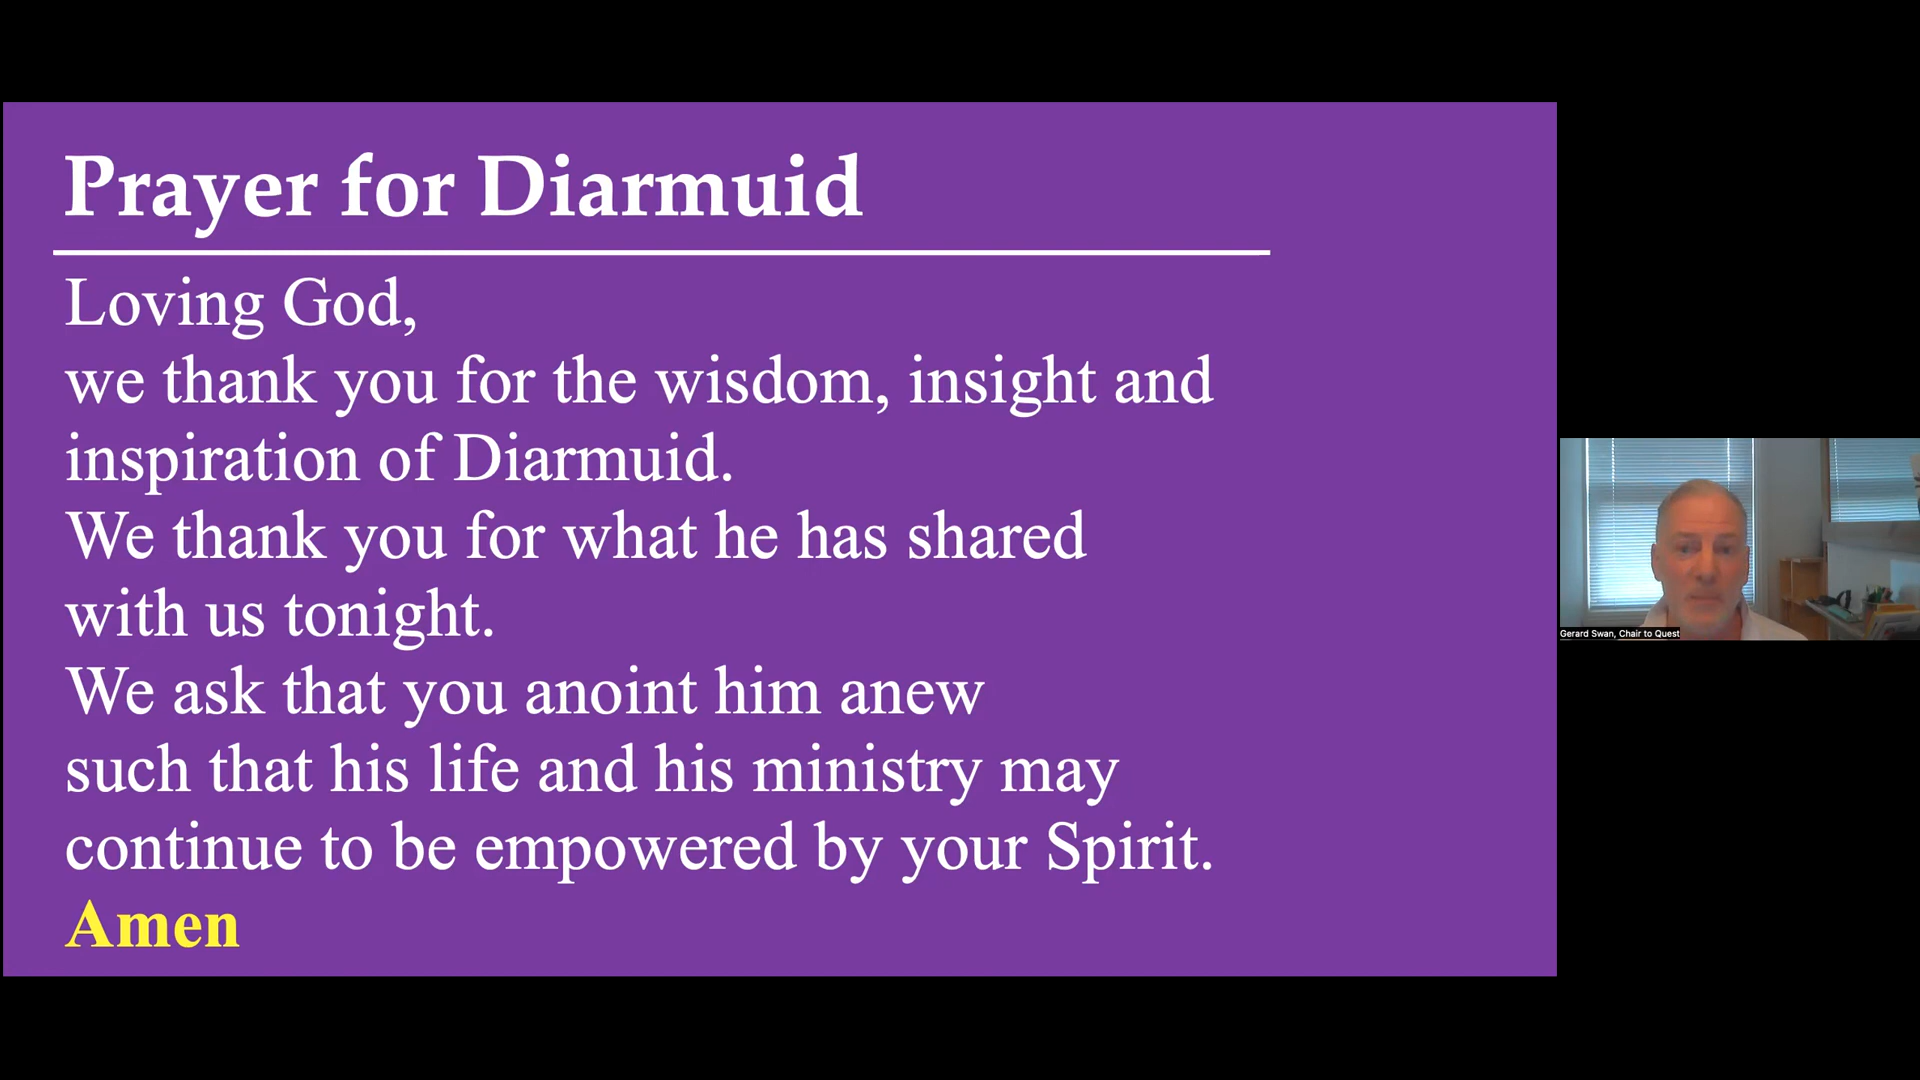 Prayer for Diarmuid
Loving God,
we thank you for the wisdom, insight and
inspiration of Diarmuid.
We thank you for what he has shared
with us tonight.
We ask that you anoint him anew
such that his life and his ministry may
continue to be empowered by your Spirit.
Amen
Gerard Swan, Chair to Quest